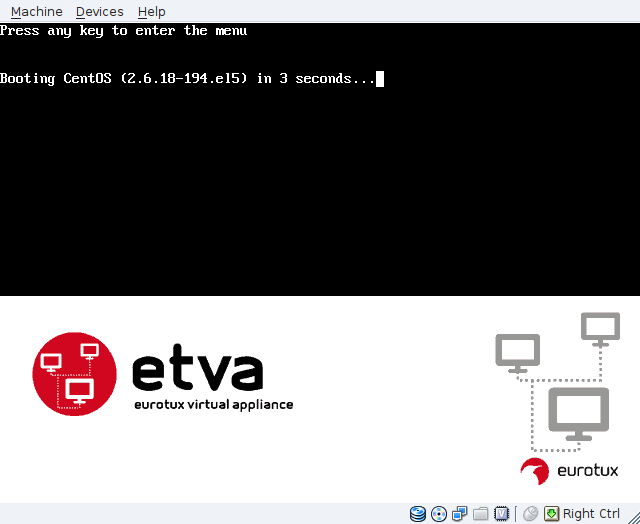 Machine Devices Help
Press any key to enter the menu
Booting CentOS (2.6.18-194.el5) in 3 seconds...
etva
eurotux virtual appliance
eurotux
Right Ctrl